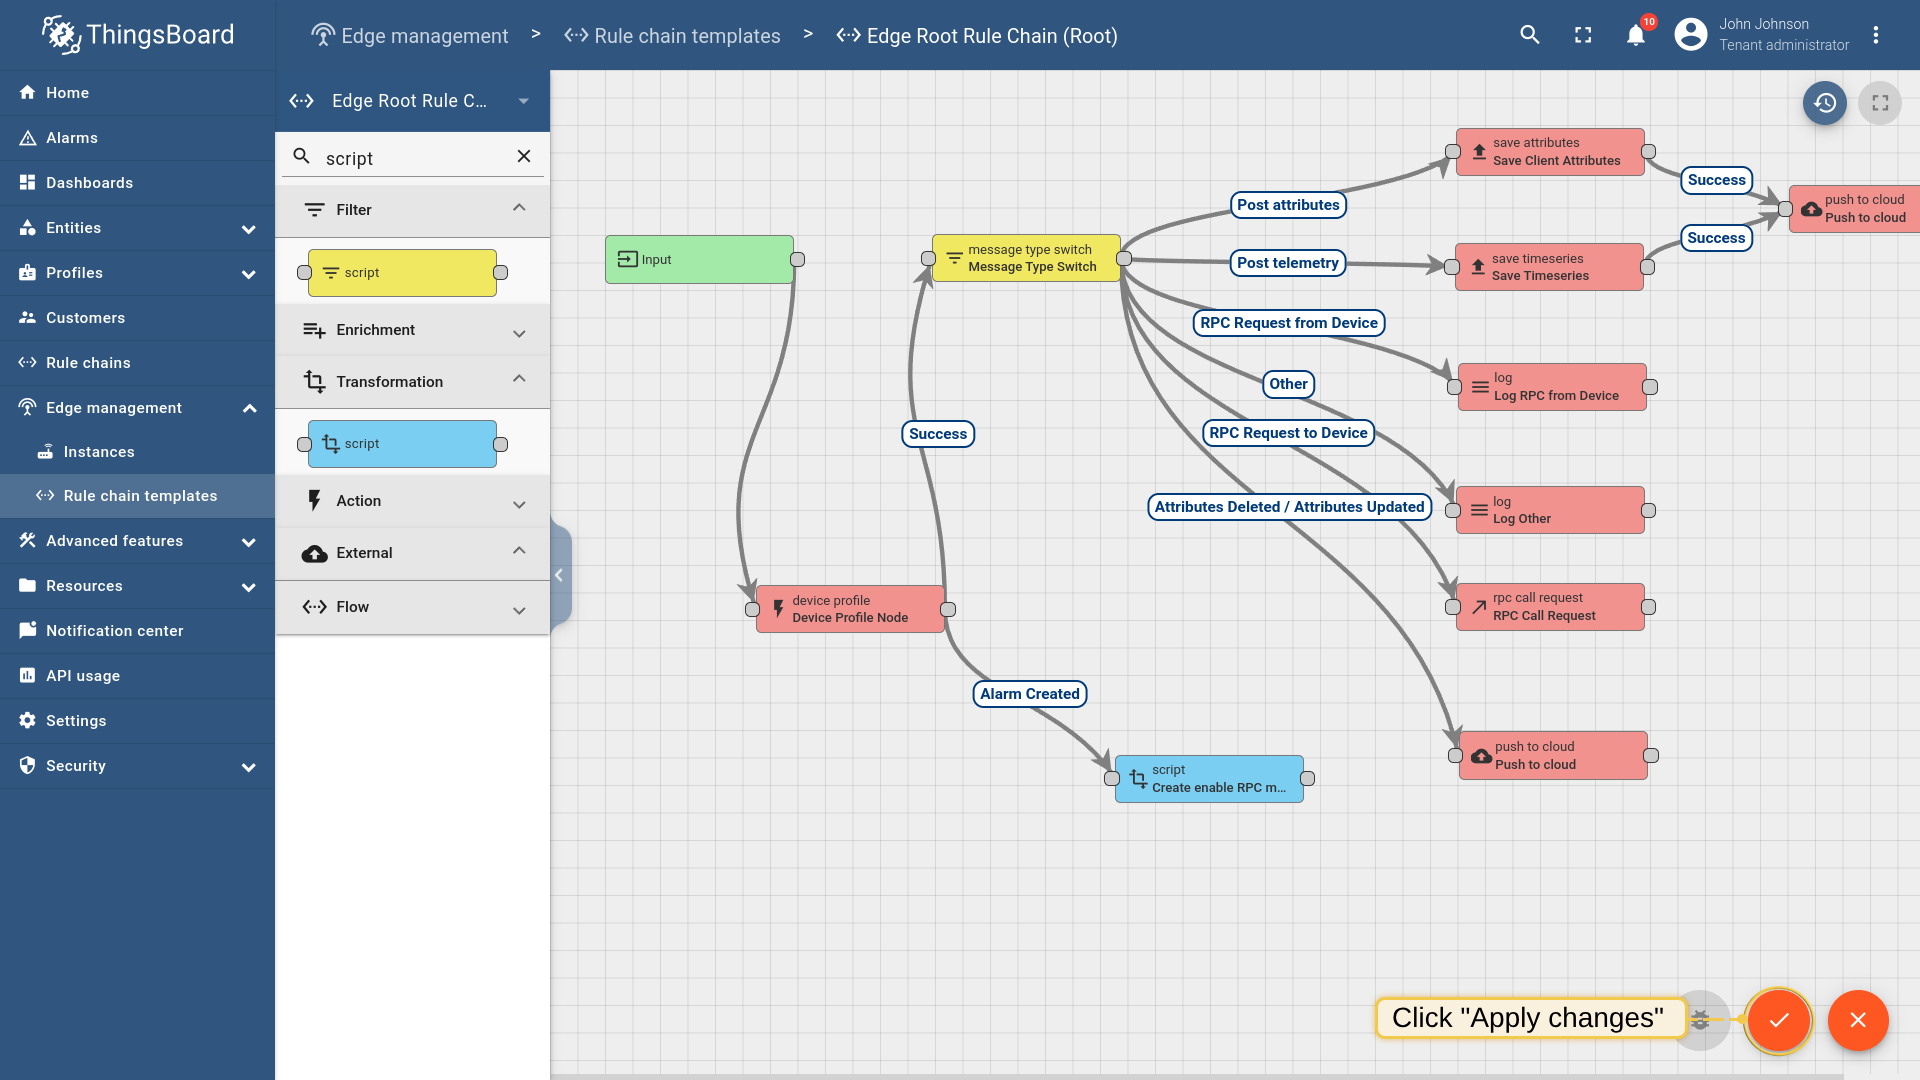 ThingsBoard
Edge management > Rule chain templates > Edge Root Rule Chain (Root)
10
John Johnson
Tenant administrator
Home
Alarms
Dashboards
Entities
Profiles
Customers
Rule chains
Edge management
Instances
Rule chain templates
Advanced features
Resources
Notification center
API usage
Settings
Security
Edge Root Rule C...
script
Filter
script
Enrichment
Transformation
script
Action
External
Flow
Input
message type switch
Message Type Switch
Post attributes
Post telemetry
RPC Request from Device
Other
RPC Request to Device
Attributes Deleted / Attributes Updated
Success
device profile
Device Profile Node
Alarm Created
script
Create enable RPC m...
save attributes
Save Client Attributes
Success
push to cloud
Push to cloud
Success
save timeseries
Save Timeseries
log
Log RPC from Device
log
Log Other
rpc call request
RPC Call Request
push to cloud
Push to cloud
Click "Apply changes"